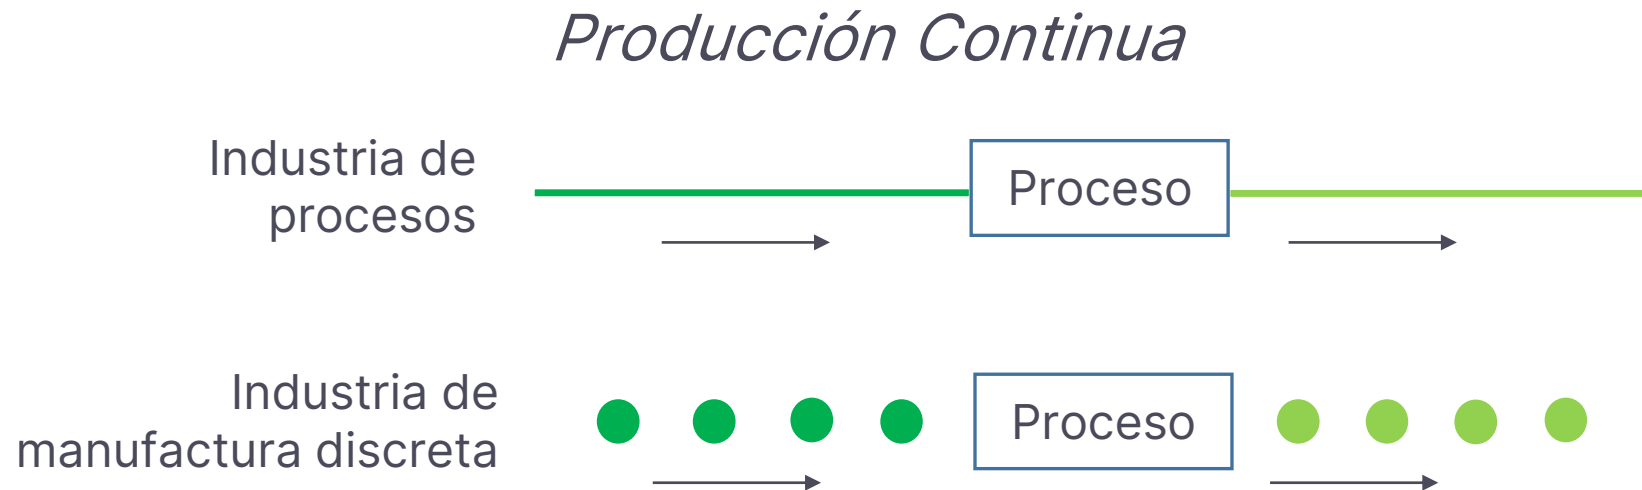 Producción Continua
Industria de
procesos
Proceso
Industria de
manufactura discreta
Proceso